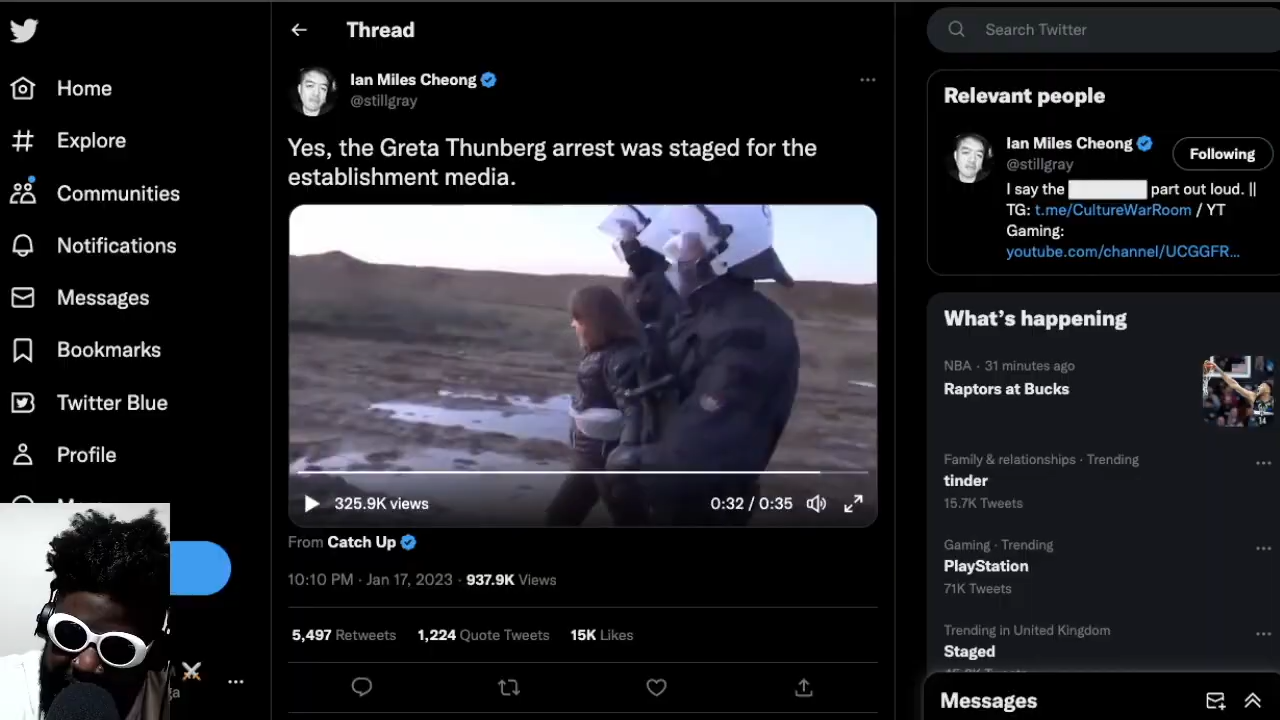 Home
Explore
Communities
Notifications
Messages
Bookmarks
Twitter Blue
Profile
Thread
Ian Miles Cheong
@stillgray
Yes, the Greta Thunberg arrest was staged for the
establishment media.
325.9K views
0:32 / 0:35
From Catch Up
10:10 PM · Jan 17, 2023 · 937.9K Views
5,497 Retweets 1,224 Quote Tweets 15K Likes
Search Twitter
Relevant people
Ian Miles Cheong
@stillgray
Following
I say the part out loud. ||
TG: t.me/CultureWarRoom / YT
Gaming:
youtube.com/channel/UCGGFR...
What's happening
NBA · 31 minutes ago
Raptors at Bucks
Family & relationships · Trending
tinder
15.7K Tweets
Gaming · Trending
PlayStation
71K Tweets
Trending in United Kingdom
Staged
Messages